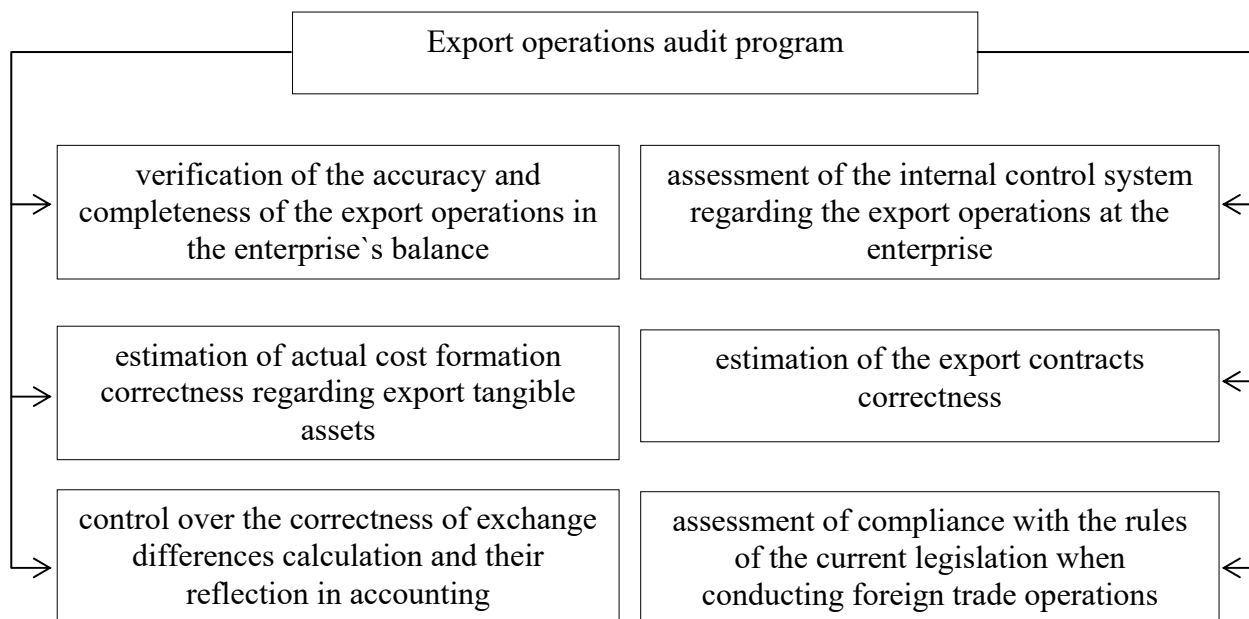 Export operations audit program
verification of the accuracy and
completeness of the export operations in
the enterprise`s balance
assessment of the internal control system
regarding the export operations at the
enterprise
estimation of actual cost formation
correctness regarding export tangible
assets
estimation of the export contracts
correctness
control over the correctness of exchange
differences calculation and their
reflection in accounting
assessment of compliance with the rules
of the current legislation when
conducting foreign trade operations